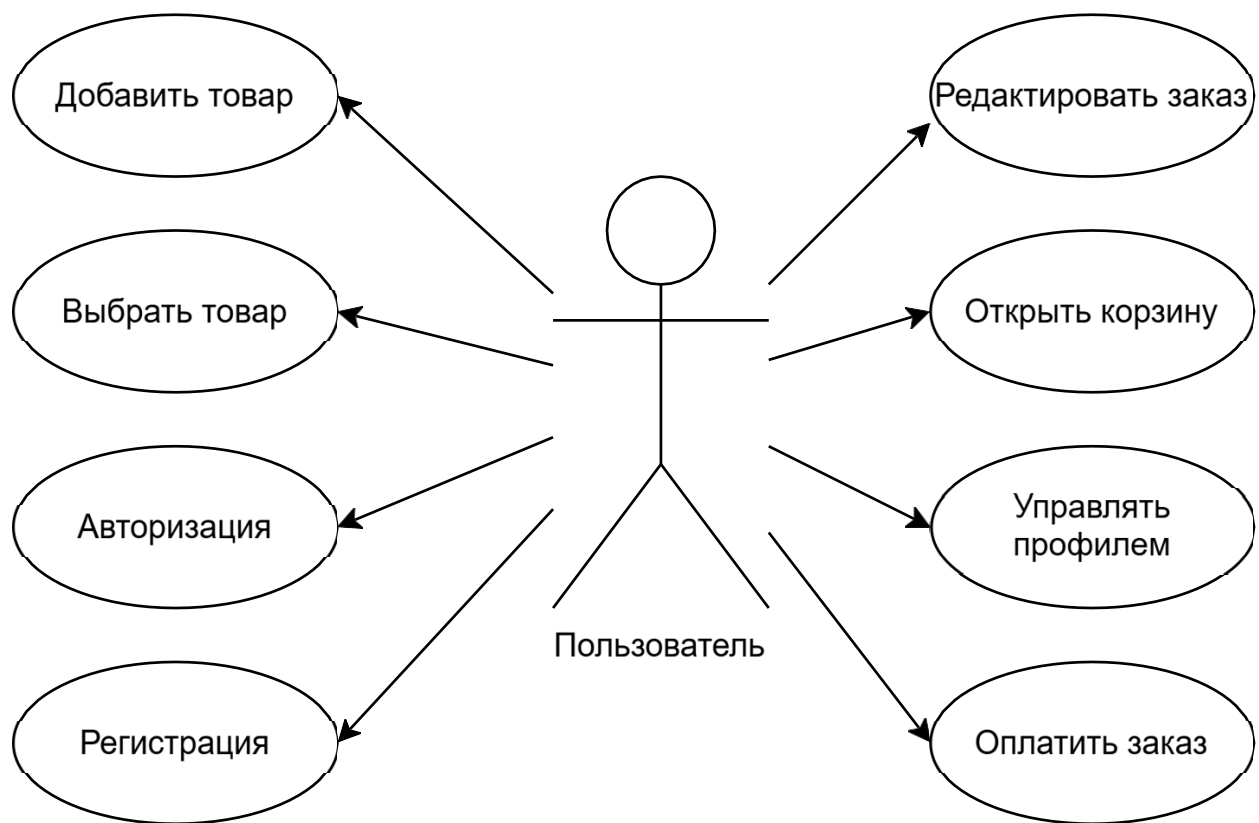 Добавить товар
Редактировать заказ
Выбрать товар
Открыть корзину
Авторизация
Управлять
профилем
Пользователь
Регистрация
Оплатить заказ